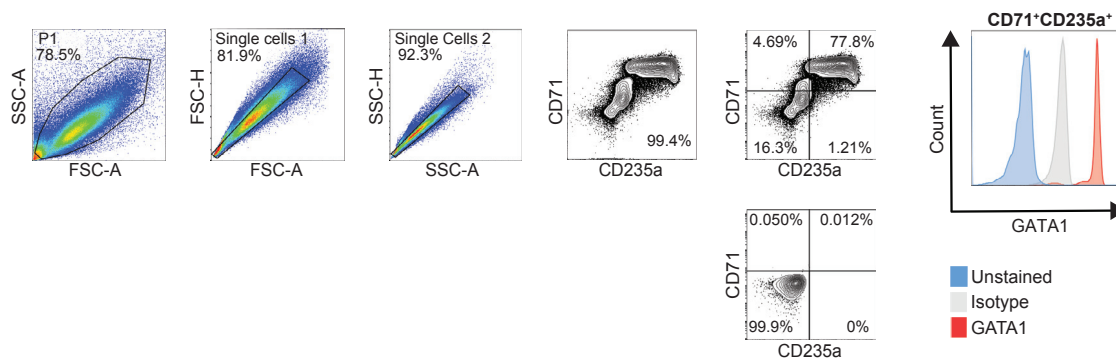 P1
78.5%
SSC-A
FSC-A
Single cells 1
81.9%
FSC-H
FSC-A
Single Cells 2
92.3%
SSC-H
SSC-A
CD71
99.4%
CD235a
4.69%
77.8%
CD71
16.3%
1.21%
CD235a
0.050%
0.012%
CD71
99.9%
0%
CD235a
CD71⁺CD235a⁺
Count
GATA1
Unstained
Isotype
GATA1